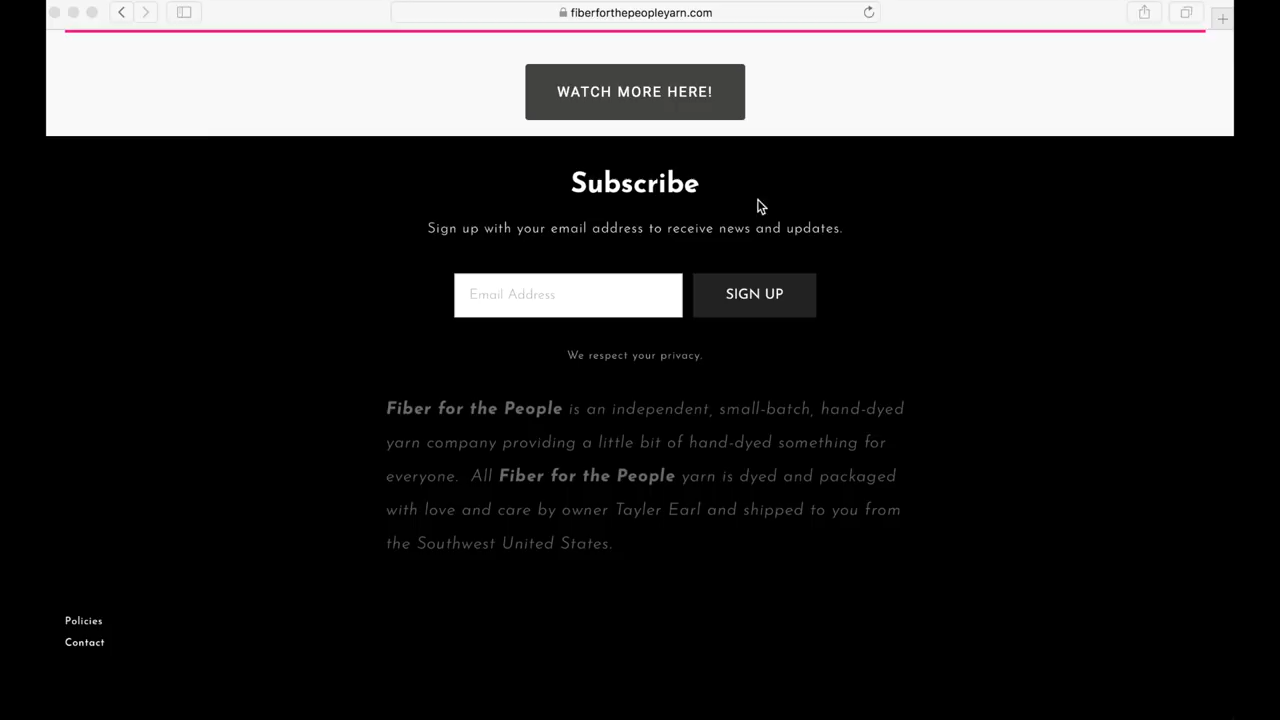 fiberforthepeopleyarn.com
WATCH MORE HERE!
Subscribe
Sign up with your email address to receive news and updates.
Email Address
SIGN UP
We respect your privacy.
Fiber for the People is an independent, small-batch, hand-dyed
yarn company providing a little bit of hand-dyed something for
everyone.  All Fiber for the People yarn is dyed and packaged
with love and care by owner Tayler Earl and shipped to you from
the Southwest United States.
Policies
Contact